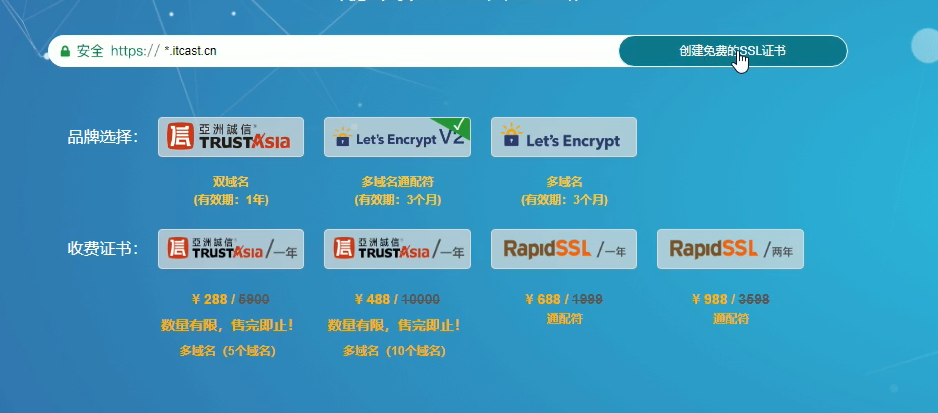 安全 https:// *.itcast.cn
创建免费的SSL证书
品牌选择：
亞洲誠信® TRUSTAsia
Let's Encrypt V2
Let's Encrypt
双域名
(有效期：1年)
多域名通配符
(有效期：3个月)
多域名
(有效期：3个月)
收费证书：
亞洲誠信® TRUSTAsia /一年
亞洲誠信® TRUSTAsia /一年
RapidSSL /一年
RapidSSL /两年
¥ 288 / 5900
数量有限，售完即止！
多域名（5个域名）
¥ 488 / 10000
数量有限，售完即止！
多域名（10个域名）
¥ 688 / 1999
通配符
¥ 988 / 3598
通配符